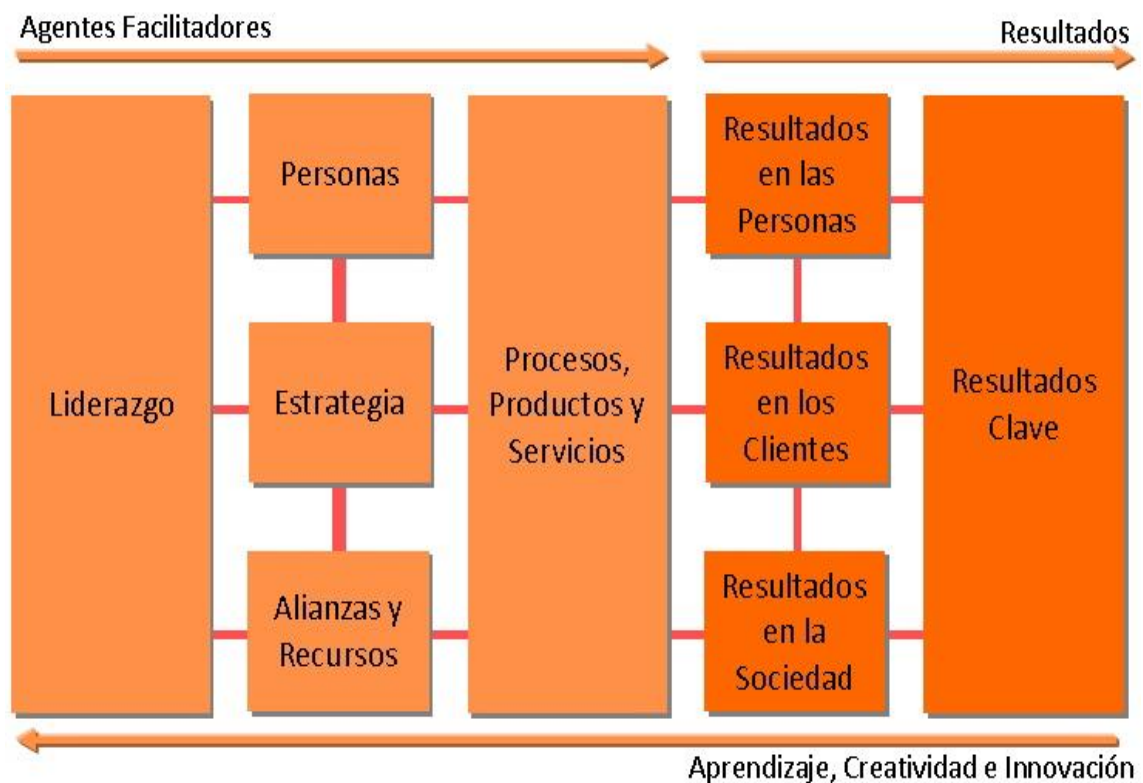 Agentes Facilitadores
Resultados
Liderazgo
Personas
Estrategia
Alianzas y
Recursos
Procesos,
Productos y
Servicios
Resultados
en las
Personas
Resultados
en los
Clientes
Resultados
en la
Sociedad
Resultados
Clave
Aprendizaje, Creatividad e Innovación